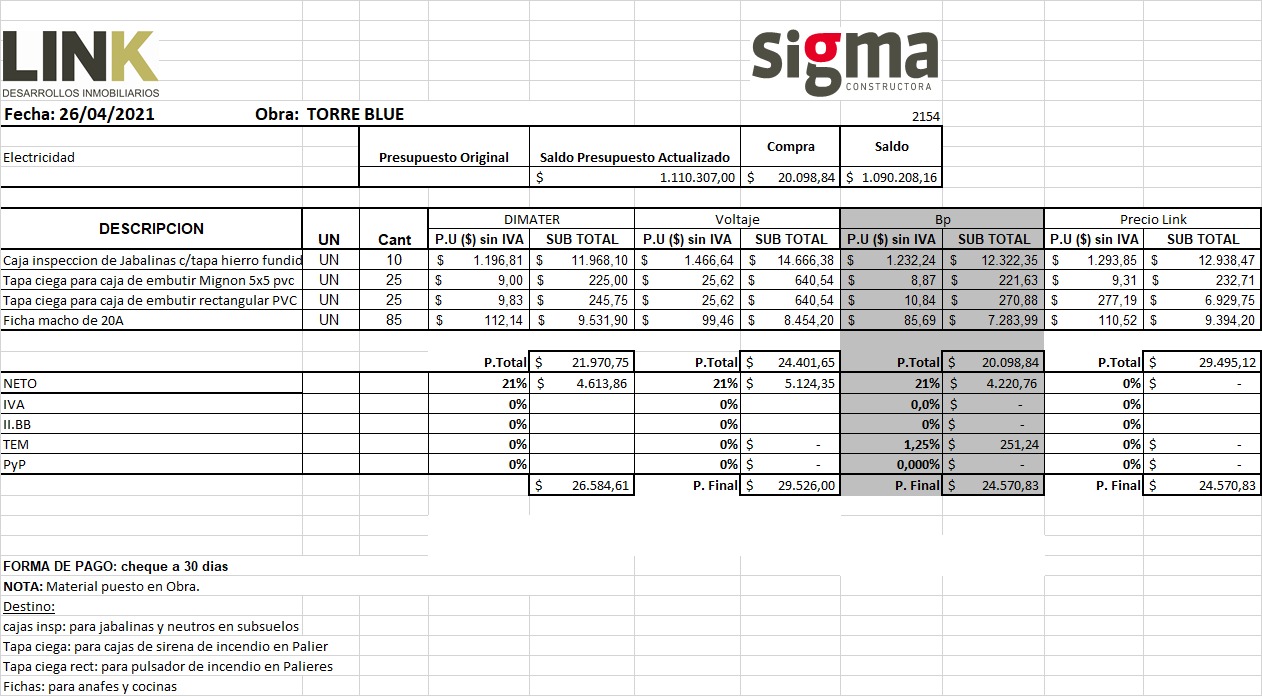 LINK
DESARROLLOS INMOBILIARIOS
sigma
CONSTRUCTORA
Fecha: 26/04/2021 Obra: TORRE BLUE 2154
Electricidad Presupuesto Original Saldo Presupuesto Actualizado Compra Saldo
$ 1.110.307,00 $ 20.098,84 $ 1.090.208,16
DESCRIPCION UN Cant DIMATER Voltaje Bp Precio Link
P.U ($) sin IVA SUB TOTAL P.U ($) sin IVA SUB TOTAL P.U ($) sin IVA SUB TOTAL P.U ($) sin IVA SUB TOTAL
Caja inspeccion de Jabalinas c/tapa hierro fundid UN 10 $ 1.196,81 $ 11.968,10 $ 1.466,64 $ 14.666,38 $ 1.232,24 $ 12.322,35 $ 1.293,85 $ 12.938,47
Tapa ciega para caja de embutir Mignon 5x5 pvc UN 25 $ 9,00 $ 225,00 $ 25,62 $ 640,54 $ 8,87 $ 221,63 $ 9,31 $ 232,71
Tapa ciega para caja de embutir rectangular PVC UN 25 $ 9,83 $ 245,75 $ 25,62 $ 640,54 $ 10,84 $ 270,88 $ 277,19 $ 6.929,75
Ficha macho de 20A UN 85 $ 112,14 $ 9.531,90 $ 99,46 $ 8.454,20 $ 85,69 $ 7.283,99 $ 110,52 $ 9.394,20
P.Total $ 21.970,75 P.Total $ 24.401,65 P.Total $ 20.098,84 P.Total $ 29.495,12
NETO 21% $ 4.613,86 21% $ 5.124,35 21% $ 4.220,76 0% $ -
IVA 0% 0% 0,0% $ - 0%
II.BB 0% 0% 0% $ - 0%
TEM 0% 0% $ - 1,25% $ 251,24 0% $ -
PyP 0% 0% $ - 0,000% $ - 0% $ -
$ 26.584,61 P. Final $ 29.526,00 P. Final $ 24.570,83 P. Final $ 24.570,83
FORMA DE PAGO: cheque a 30 dias
NOTA: Material puesto en Obra.
Destino:
cajas insp: para jabalinas y neutros en subsuelos
Tapa ciega: para cajas de sirena de incendio en Palier
Tapa ciega rect: para pulsador de incendio en Palieres
Fichas: para anafes y cocinas